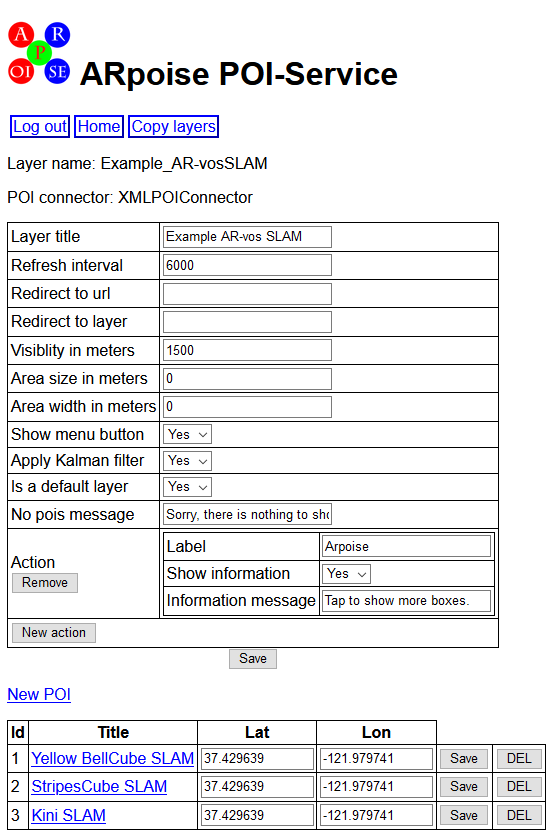 A R
P
OI SE
ARpoise POI-Service
Log out Home Copy layers
Layer name: Example_AR-vosSLAM
POI connector: XMLPOIConnector
Layer title Example AR-vos SLAM
Refresh interval 6000
Redirect to url
Redirect to layer
Visiblity in meters 1500
Area size in meters 0
Area width in meters 0
Show menu button Yes
Apply Kalman filter Yes
Is a default layer Yes
No pois message Sorry, there is nothing to sho
Action
Remove
Label Arpoise
Show information Yes
Information message Tap to show more boxes.
New action
Save
New POI
Id Title Lat Lon
1 Yellow BellCube SLAM 37.429639 -121.979741 Save DEL
2 StripesCube SLAM 37.429639 -121.979741 Save DEL
3 Kini SLAM 37.429639 -121.979741 Save DEL